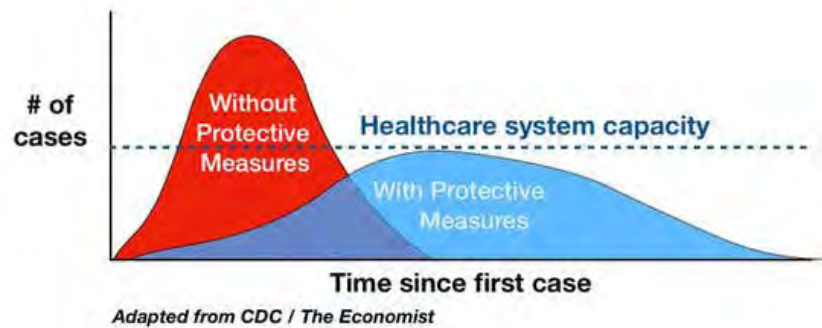 # of
cases
Without
Protective
Measures
Healthcare system capacity
With Protective
Measures
Time since first case
Adapted from CDC / The Economist